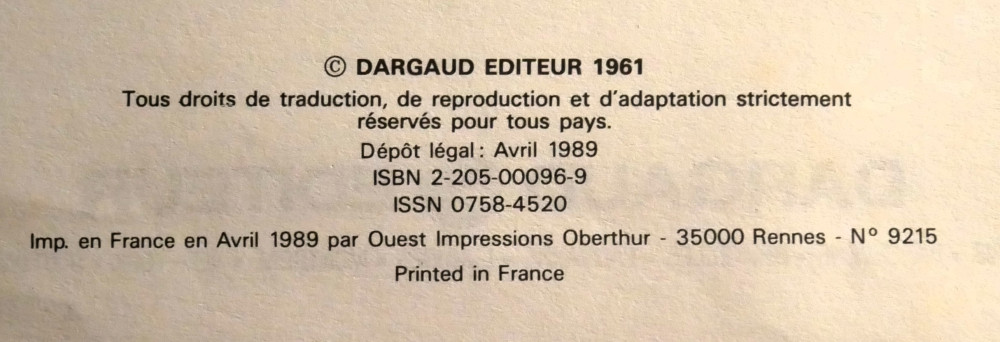 © DARGAUD EDITEUR 1961
Tous droits de traduction, de reproduction et d'adaptation strictement
réservés pour tous pays.
Dépôt légal : Avril 1989
ISBN 2-205-00096-9
ISSN 0758-4520
Imp. en France en Avril 1989 par Ouest Impressions Oberthur - 35000 Rennes - N° 9215
Printed in France